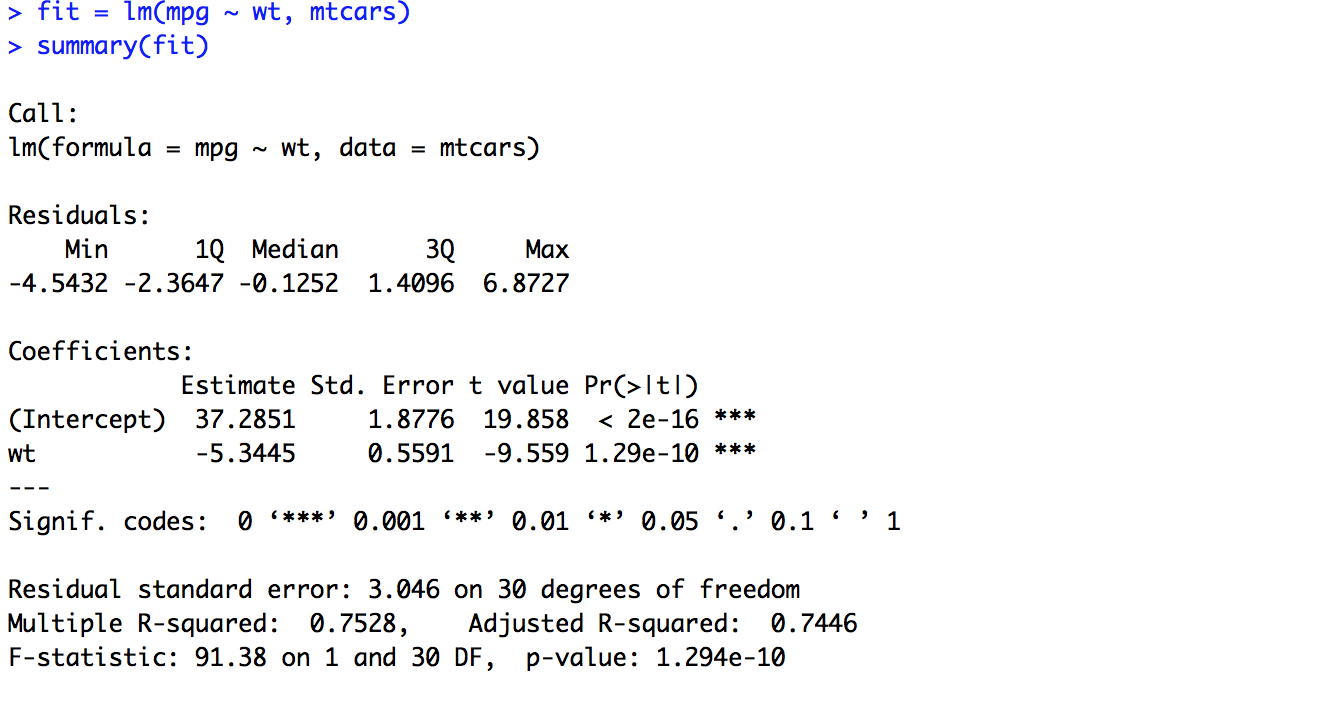 > fit = lm(mpg ~ wt, mtcars)
> summary(fit)
Call:
lm(formula = mpg ~ wt, data = mtcars)
Residuals:
    Min      1Q  Median      3Q     Max
-4.5432 -2.3647 -0.1252  1.4096  6.8727
Coefficients:
            Estimate Std. Error t value Pr(>|t|)
(Intercept)  37.2851     1.8776  19.858  < 2e-16 ***
wt           -5.3445     0.5591  -9.559 1.29e-10 ***
---
Signif. codes:  0 ‘***’ 0.001 ‘**’ 0.01 ‘*’ 0.05 ‘.’ 0.1 ‘ ’ 1
Residual standard error: 3.046 on 30 degrees of freedom
Multiple R-squared:  0.7528,    Adjusted R-squared:  0.7446
F-statistic: 91.38 on 1 and 30 DF,  p-value: 1.294e-10